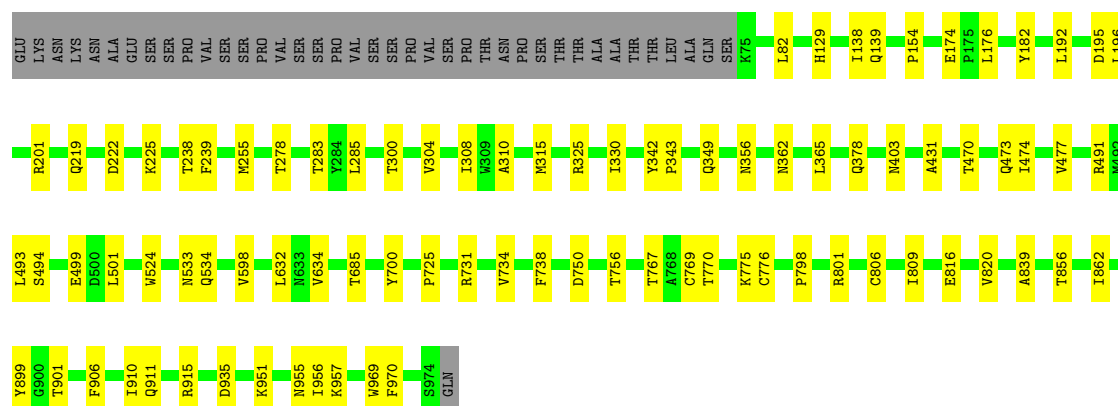 GLU LYS ASN LYS ASN ALA GLU SER SER PRO VAL SER SER PRO VAL SER SER PRO VAL SER SER PRO VAL SER PRO THR ASN PRO SER THR THR ALA ALA THR THR LEU ALA GLN SER K75 L82 H129 I138 Q139 P154 E174 P175 L176 Y182 L192 D195 L196
R201 Q219 D222 K225 T238 F239 M255 T278 T283 Y284 L285 T300 V304 I308 W309 A310 M315 R325 I330 Y342 P343 Q349 N356 N362 L365 Q378 N403 A431 T470 Q473 I474 V477 R491 M492
L493 S494 E499 D500 L501 W524 N533 Q534 V598 L632 N633 V634 T685 Y700 P725 R731 V734 F738 D750 T756 T767 A768 C769 T770 K775 C776 P798 R801 C806 I809 E816 V820 A839 T856 I862
Y899 G900 T901 F906 I910 Q911 R915 D935 K951 N955 I956 K957 W969 F970 S974 GLN